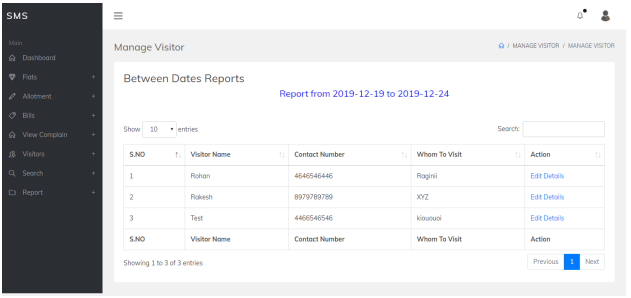 SMS
Main
Dashboard
Flats +
Allotment +
Bills +
View Complain +
Visitors +
Search +
Report +
Manage Visitor
/ MANAGE VISITOR / MANAGE VISITOR
Between Dates Reports
Report from 2019-12-19 to 2019-12-24
Show 10 entries
Search:
S.NO Visitor Name Contact Number Whom To Visit Action
1 Rohan 4646546446 Raginii Edit Details
2 Rakesh 8979789789 XYZ Edit Details
3 Test 4466546546 kiououoi Edit Details
S.NO Visitor Name Contact Number Whom To Visit Action
Showing 1 to 3 of 3 entries
Previous 1 Next